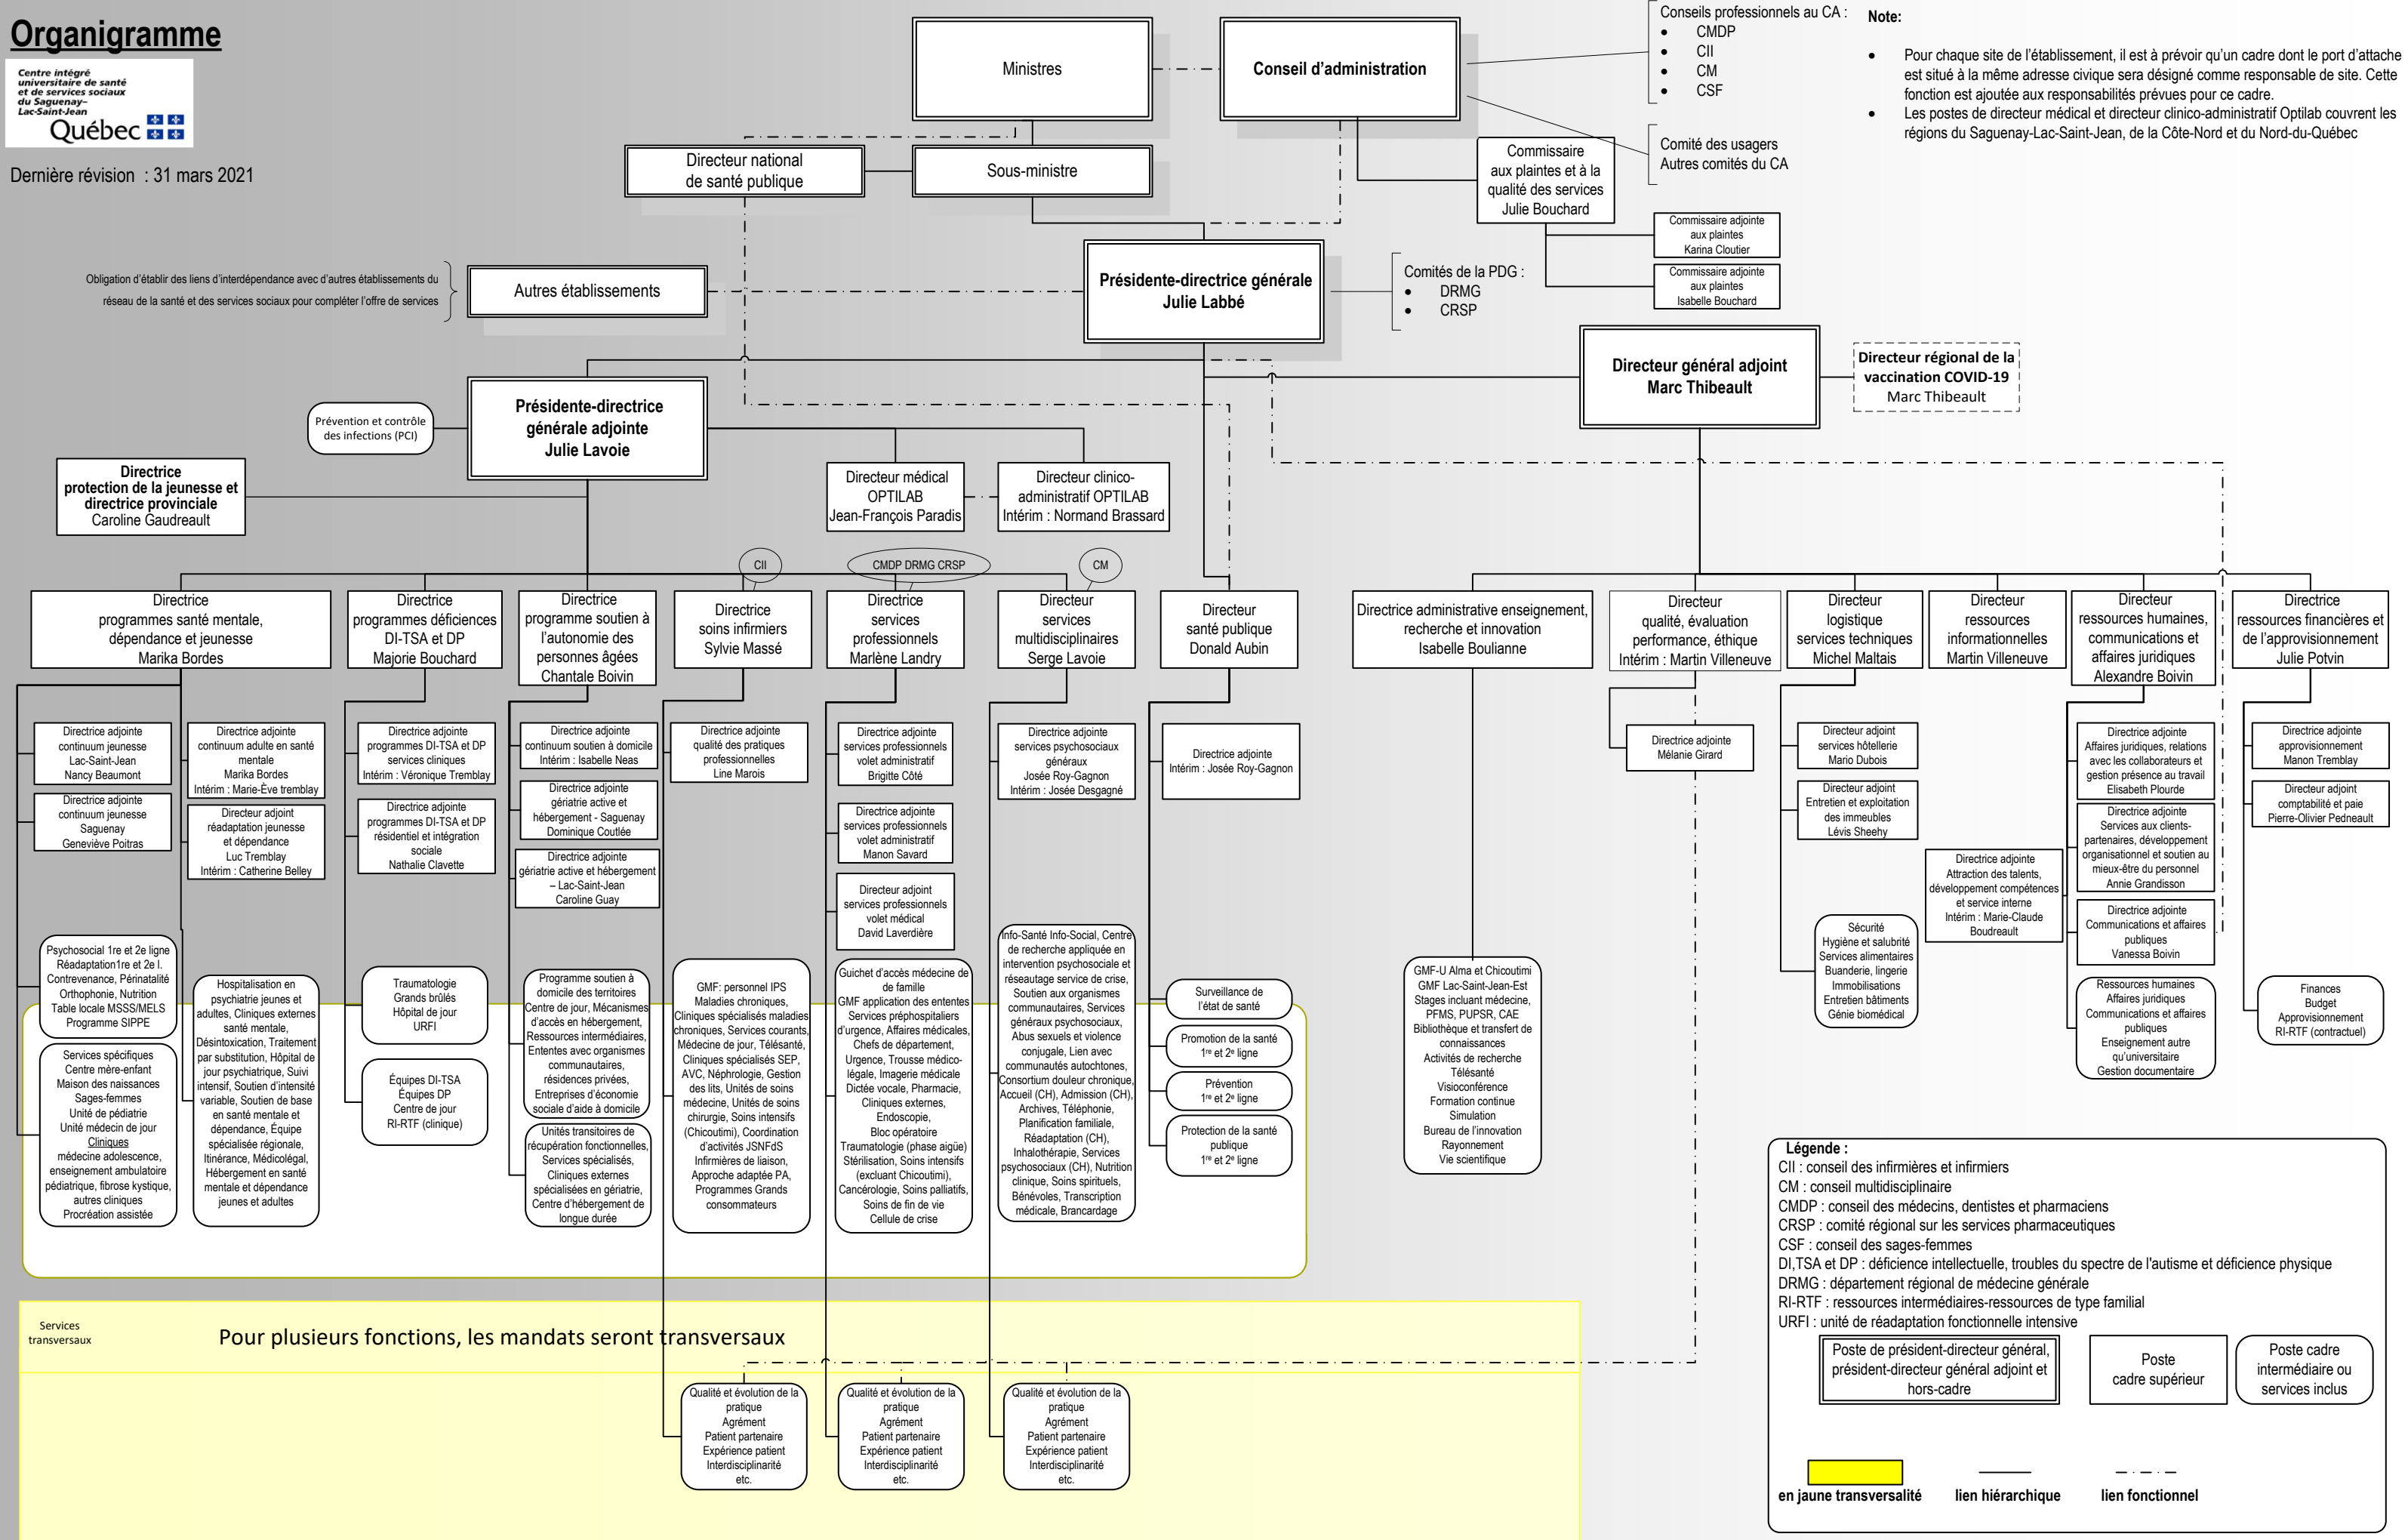 Organigramme
Centre intégré
universitaire de santé
et de services sociaux
du Saguenay–
Lac-Saint-Jean
Québec
Dernière révision : 31 mars 2021
Ministres
Conseil d'administration
Conseils professionnels au CA :
• CMDP
• CII
• CM
• CSF
Comité des usagers
Autres comités du CA
Note:
• Pour chaque site de l'établissement, il est à prévoir qu'un cadre dont le port d'attache
est situé à la même adresse civique sera désigné comme responsable de site. Cette
fonction est ajoutée aux responsabilités prévues pour ce cadre.
• Les postes de directeur médical et directeur clinico-administratif Optilab couvrent les
régions du Saguenay-Lac-Saint-Jean, de la Côte-Nord et du Nord-du-Québec
Directeur national
de santé publique
Sous-ministre
Commissaire
aux plaintes et à la
qualité des services
Julie Bouchard
Commissaire adjointe
aux plaintes
Karina Cloutier
Commissaire adjointe
aux plaintes
Isabelle Bouchard
Obligation d'établir des liens d'interdépendance avec d'autres établissements du
réseau de la santé et des services sociaux pour compléter l'offre de services
Autres établissements
Présidente-directrice générale
Julie Labbé
Comités de la PDG :
• DRMG
• CRSP
Directeur général adjoint
Marc Thibeault
Directeur régional de la
vaccination COVID-19
Marc Thibeault
Prévention et contrôle
des infections (PCI)
Présidente-directrice
générale adjointe
Julie Lavoie
Directrice
protection de la jeunesse et
directrice provinciale
Caroline Gaudreault
Directeur médical
OPTILAB
Jean-François Paradis
Directeur clinico-
administratif OPTILAB
Intérim : Normand Brassard
CII
CMDP DRMG CRSP
CM
Directrice
programmes santé mentale,
dépendance et jeunesse
Marika Bordes
Directrice
programmes déficiences
DI-TSA et DP
Majorie Bouchard
Directrice
programme soutien à
l'autonomie des
personnes âgées
Chantale Boivin
Directrice
soins infirmiers
Sylvie Massé
Directrice
services
professionnels
Marlène Landry
Directeur
services
multidisciplinaires
Serge Lavoie
Directeur
santé publique
Donald Aubin
Directrice administrative enseignement,
recherche et innovation
Isabelle Boulianne
Directeur
qualité, évaluation
performance, éthique
Intérim : Martin Villeneuve
Directeur
logistique
services techniques
Michel Maltais
Directeur
ressources
informationnelles
Martin Villeneuve
Directeur
ressources humaines,
communications et
affaires juridiques
Alexandre Boivin
Directrice
ressources financières et
de l'approvisionnement
Julie Potvin
Directrice adjointe
continuum jeunesse
Lac-Saint-Jean
Nancy Beaumont
Directrice adjointe
continuum jeunesse
Saguenay
Geneviève Poitras
Directrice adjointe
continuum adulte en santé
mentale
Marika Bordes
Intérim : Marie-Ève tremblay
Directeur adjoint
réadaptation jeunesse
et dépendance
Luc Tremblay
Intérim : Catherine Belley
Directrice adjointe
programmes DI-TSA et DP
services cliniques
Intérim : Véronique Tremblay
Directrice adjointe
programmes DI-TSA et DP
résidentiel et intégration
sociale
Nathalie Clavette
Directrice adjointe
continuum soutien à domicile
Intérim : Isabelle Neas
Directrice adjointe
gériatrie active et
hébergement - Saguenay
Dominique Coutlée
Directrice adjointe
gériatrie active et hébergement
– Lac-Saint-Jean
Caroline Guay
Directrice adjointe
qualité des pratiques
professionnelles
Line Marois
Directrice adjointe
services professionnels
volet administratif
Brigitte Côté
Directrice adjointe
services professionnels
volet administratif
Manon Savard
Directeur adjoint
services professionnels
volet médical
David Laverdière
Directrice adjointe
services psychosociaux
généraux
Josée Roy-Gagnon
Intérim : Josée Desgagné
Directrice adjointe
Intérim : Josée Roy-Gagnon
Directrice adjointe
Mélanie Girard
Directeur adjoint
services hôtellerie
Mario Dubois
Directeur adjoint
Entretien et exploitation
des immeubles
Lévis Sheehy
Directrice adjointe
Attraction des talents,
développement compétences
et service interne
Intérim : Marie-Claude
Boudreault
Directrice adjointe
Affaires juridiques, relations
avec les collaborateurs et
gestion présence au travail
Elisabeth Plourde
Directrice adjointe
Services aux clients-
partenaires, développement
organisationnel et soutien au
mieux-être du personnel
Annie Grandisson
Directrice adjointe
Communications et affaires
publiques
Vanessa Boivin
Directrice adjointe
approvisionnement
Manon Tremblay
Directeur adjoint
comptabilité et paie
Pierre-Olivier Pedneault
Psychosocial 1re et 2e ligne
Réadaptation1re et 2e l.
Contrevenance, Périnatalité
Orthophonie, Nutrition
Table locale MSSS/MELS
Programme SIPPE
Services spécifiques
Centre mère-enfant
Maison des naissances
Sages-femmes
Unité de pédiatrie
Unité médecin de jour
Cliniques
médecine adolescence,
enseignement ambulatoire
pédiatrique, fibrose kystique,
autres cliniques
Procréation assistée
Hospitalisation en
psychiatrie jeunes et
adultes, Cliniques externes
santé mentale,
Désintoxication, Traitement
par substitution, Hôpital de
jour psychiatrique, Suivi
intensif, Soutien d'intensité
variable, Soutien de base
en santé mentale et
dépendance, Équipe
spécialisée régionale,
Itinérance, Médicolégal,
Hébergement en santé
mentale et dépendance
jeunes et adultes
Traumatologie
Grands brûlés
Hôpital de jour
URFI
Équipes DI-TSA
Équipes DP
Centre de jour
RI-RTF (clinique)
Programme soutien à
domicile des territoires
Centre de jour, Mécanismes
d'accès en hébergement,
Ressources intermédiaires,
Ententes avec organismes
communautaires,
résidences privées,
Entreprises d'économie
sociale d'aide à domicile
Unités transitoires de
récupération fonctionnelles,
Services spécialisés,
Cliniques externes
spécialisées en gériatrie,
Centre d'hébergement de
longue durée
GMF: personnel IPS
Maladies chroniques,
Cliniques spécialisés maladies
chroniques, Services courants,
Médecine de jour, Télésanté,
Cliniques spécialisés SEP,
AVC, Néphrologie, Gestion
des lits, Unités de soins
médecine, Unités de soins
chirurgie, Soins intensifs
(Chicoutimi), Coordination
d'activités JSNFdS
Infirmières de liaison,
Approche adaptée PA,
Programmes Grands
consommateurs
Guichet d'accès médecine de
famille
GMF application des ententes
Services préhospitaliers
d'urgence, Affaires médicales,
Chefs de département,
Urgence, Trousse médico-
légale, Imagerie médicale
Dictée vocale, Pharmacie,
Cliniques externes,
Endoscopie,
Bloc opératoire
Traumatologie (phase aigüe)
Stérilisation, Soins intensifs
(excluant Chicoutimi),
Cancérologie, Soins palliatifs,
Soins de fin de vie
Cellule de crise
Info-Santé Info-Social, Centre
de recherche appliquée en
intervention psychosociale et
réseautage service de crise,
Soutien aux organismes
communautaires, Services
généraux psychosociaux,
Abus sexuels et violence
conjugale, Lien avec
communautés autochtones,
Consortium douleur chronique,
Accueil (CH), Admission (CH),
Archives, Téléphonie,
Planification familiale,
Réadaptation (CH),
Inhalothérapie, Services
psychosociaux (CH), Nutrition
clinique, Soins spirituels,
Bénévoles, Transcription
médicale, Brancardage
Surveillance de
l'état de santé
Promotion de la santé
1re et 2e ligne
Prévention
1re et 2e ligne
Protection de la santé
publique
1re et 2e ligne
GMF-U Alma et Chicoutimi
GMF Lac-Saint-Jean-Est
Stages incluant médecine,
PFMS, PUPSR, CAE
Bibliothèque et transfert de
connaissances
Activités de recherche
Télésanté
Visioconférence
Formation continue
Simulation
Bureau de l'innovation
Rayonnement
Vie scientifique
Sécurité
Hygiène et salubrité
Services alimentaires
Buanderie, lingerie
Immobilisations
Entretien bâtiments
Génie biomédical
Ressources humaines
Affaires juridiques
Communications et affaires
publiques
Enseignement autre
qu'universitaire
Gestion documentaire
Finances
Budget
Approvisionnement
RI-RTF (contractuel)
Services
transversaux
Pour plusieurs fonctions, les mandats seront transversaux
Qualité et évolution de la
pratique
Agrément
Patient partenaire
Expérience patient
Interdisciplinarité
etc.
Qualité et évolution de la
pratique
Agrément
Patient partenaire
Expérience patient
Interdisciplinarité
etc.
Qualité et évolution de la
pratique
Agrément
Patient partenaire
Expérience patient
Interdisciplinarité
etc.
Légende :
CII : conseil des infirmières et infirmiers
CM : conseil multidisciplinaire
CMDP : conseil des médecins, dentistes et pharmaciens
CRSP : comité régional sur les services pharmaceutiques
CSF : conseil des sages-femmes
DI,TSA et DP : déficience intellectuelle, troubles du spectre de l'autisme et déficience physique
DRMG : département régional de médecine générale
RI-RTF : ressources intermédiaires-ressources de type familial
URFI : unité de réadaptation fonctionnelle intensive
Poste de président-directeur général,
président-directeur général adjoint et
hors-cadre
Poste
cadre supérieur
Poste cadre
intermédiaire ou
services inclus
en jaune transversalité
lien hiérarchique
lien fonctionnel